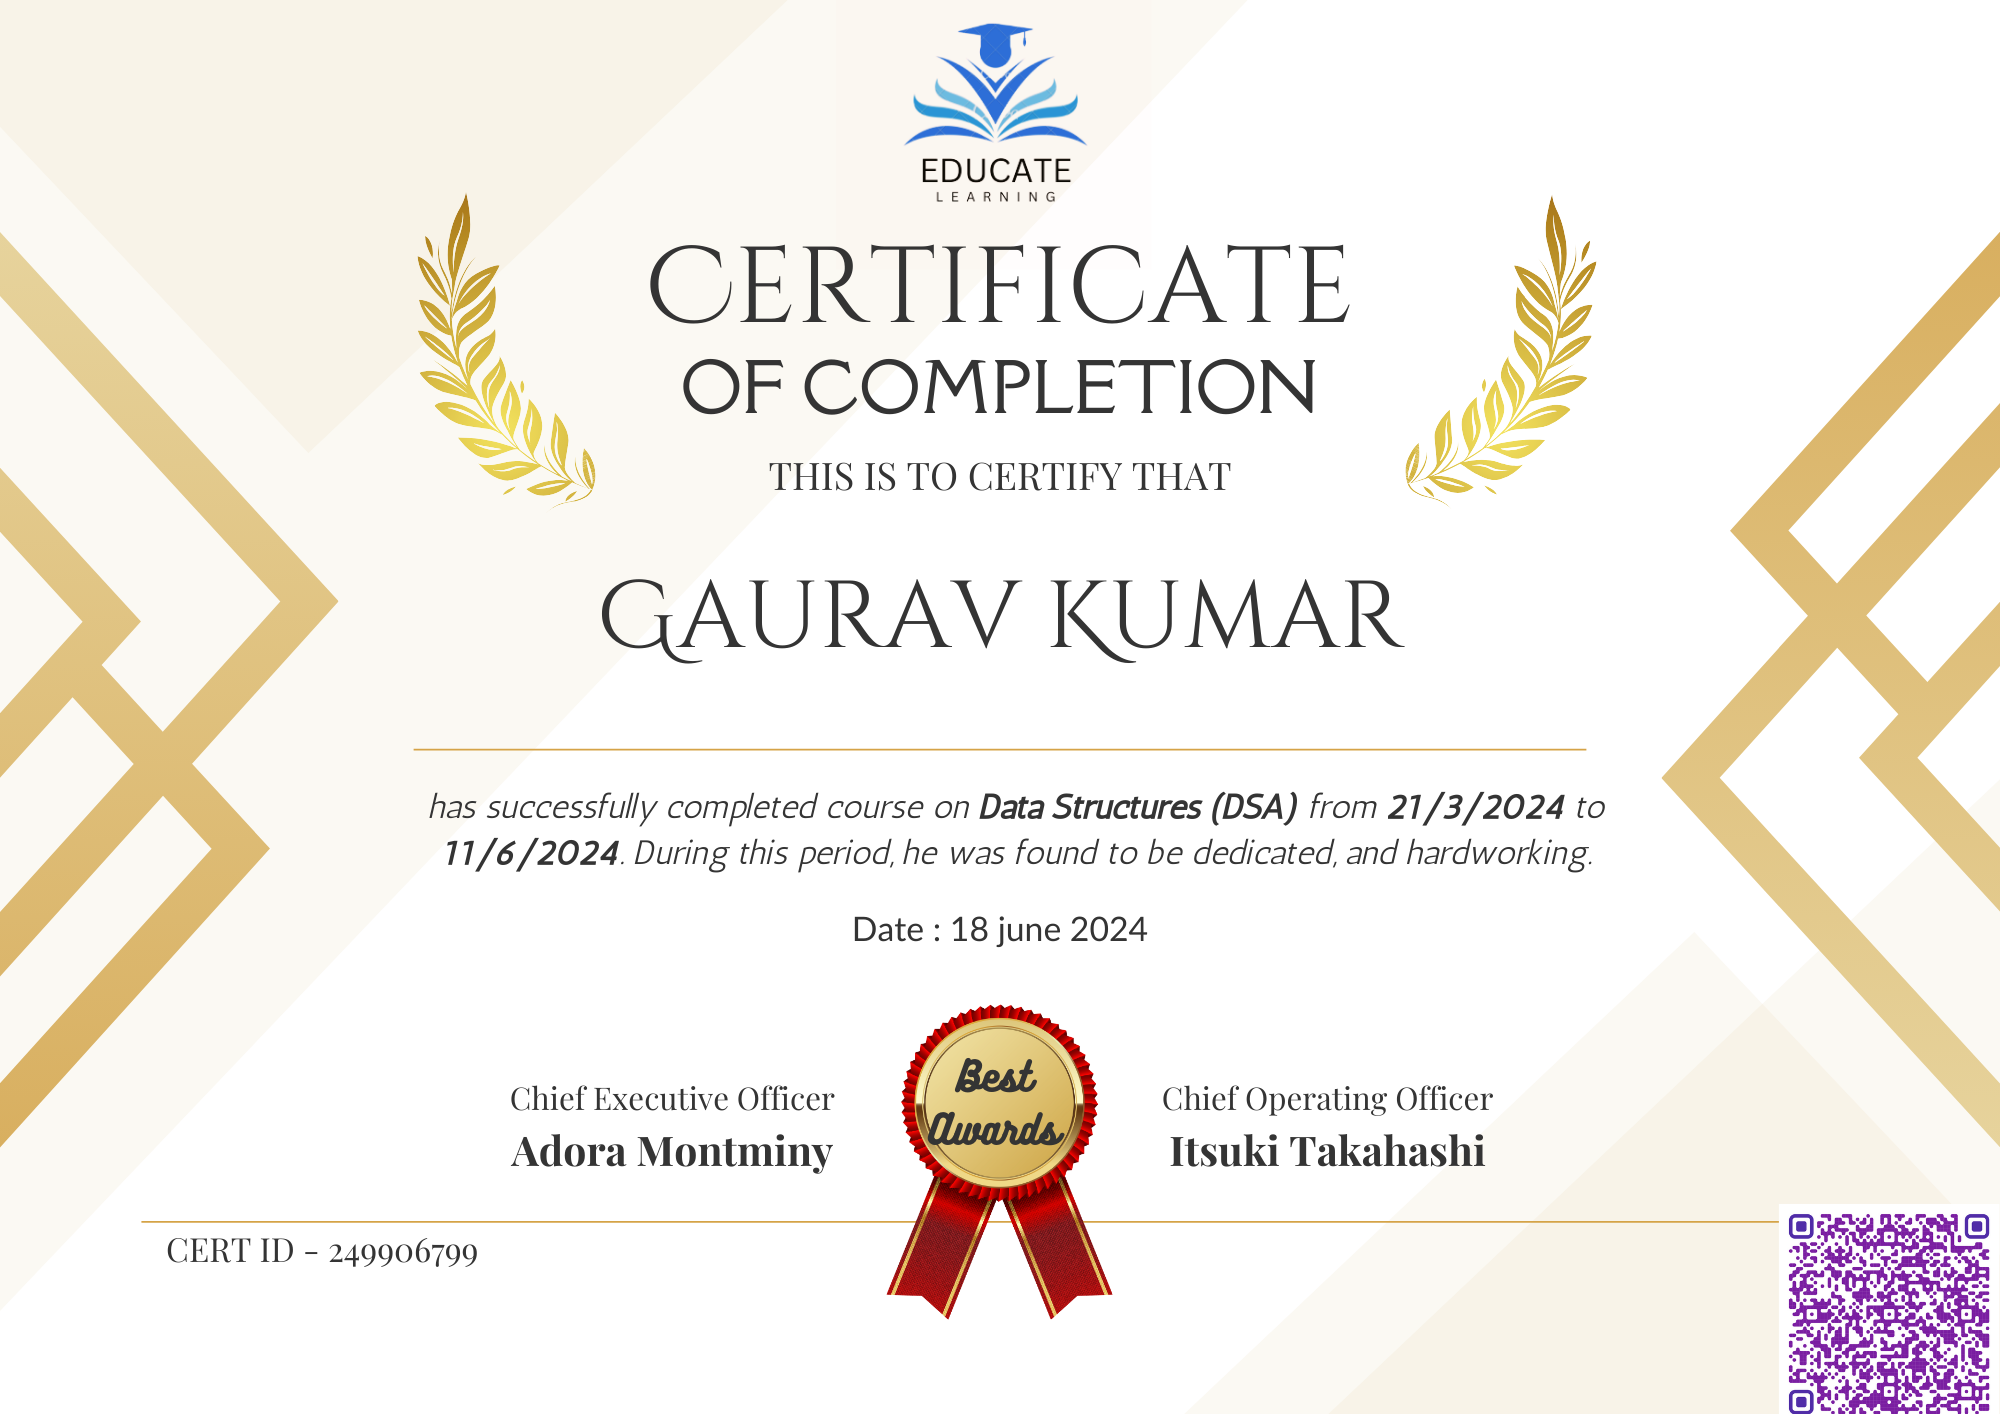 EDUCATE
LEARNING
CERTIFICATE
OF COMPLETION
THIS IS TO CERTIFY THAT
GAURAV KUMAR
has successfully completed course on Data Structures (DSA) from 21/3/2024 to
11/6/2024. During this period, he was found to be dedicated, and hardworking.
Date : 18 june 2024
Best
Awards
Chief Executive Officer
Adora Montminy
Chief Operating Officer
Itsuki Takahashi
CERT ID - 249906799